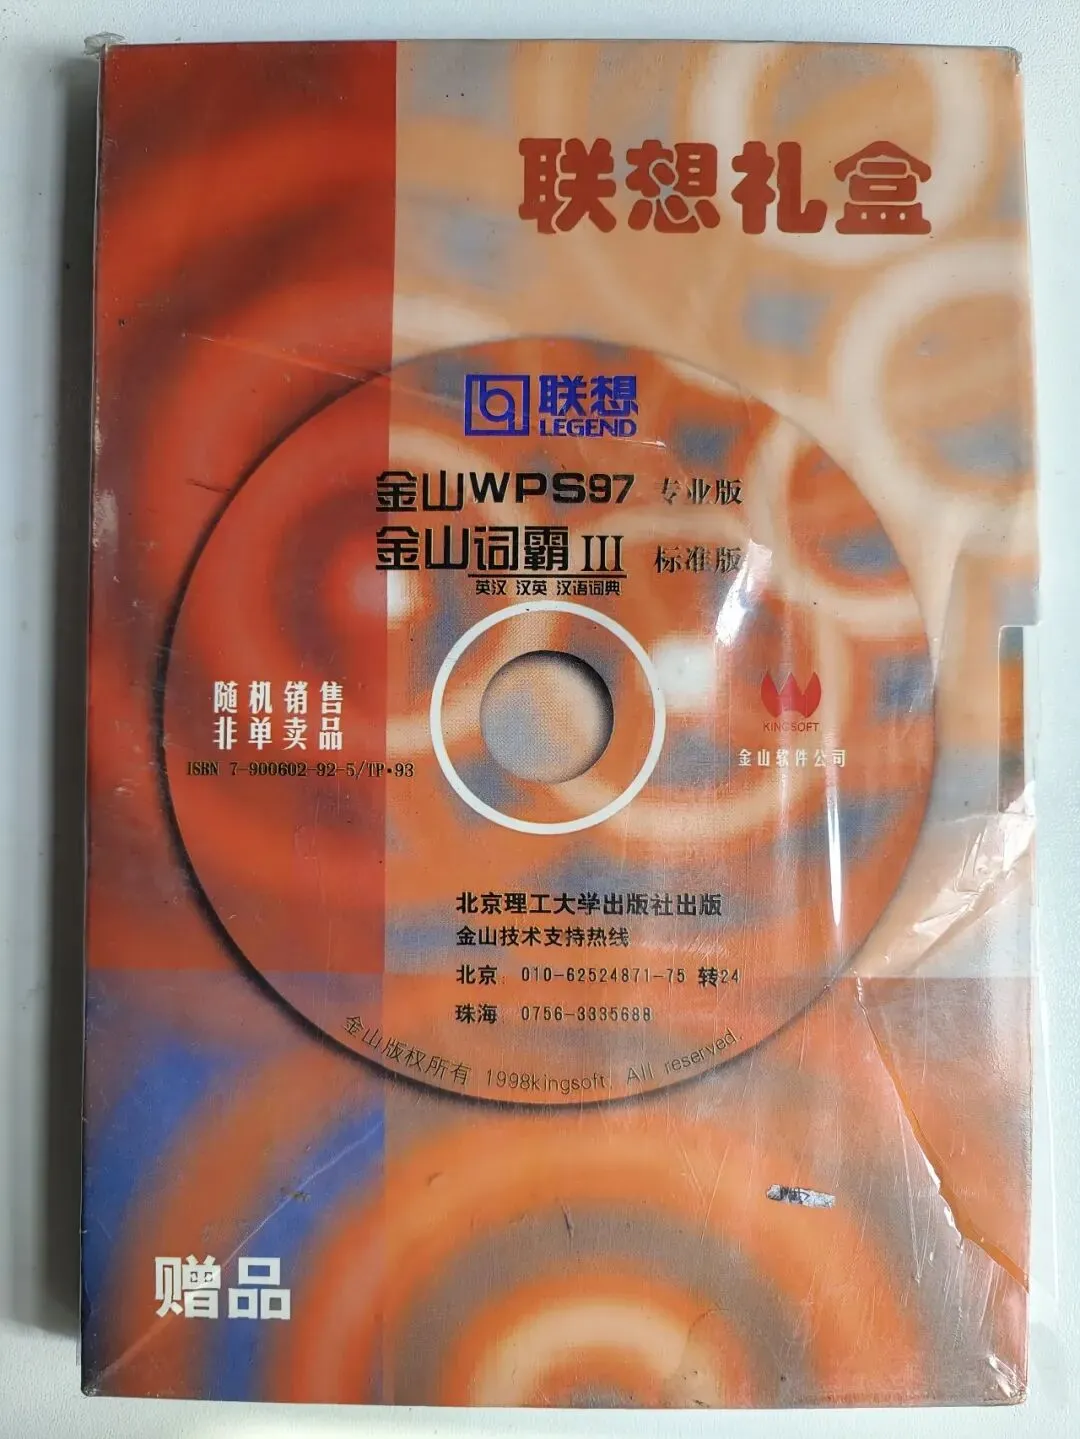 联想礼盒
联想
LEGEND
金山WPS97 专业版
金山词霸III 标准版
英汉 汉英 汉语词典
随机销售
非单卖品
ISBN 7-900602-92-5/TP·93
KINGSOFT
金山软件公司
北京理工大学出版社出版
金山技术支持热线
北京: 010-62524871-75 转24
珠海: 0756-3335688
金山版权所有 1998kingsoft. All reserved.
赠品